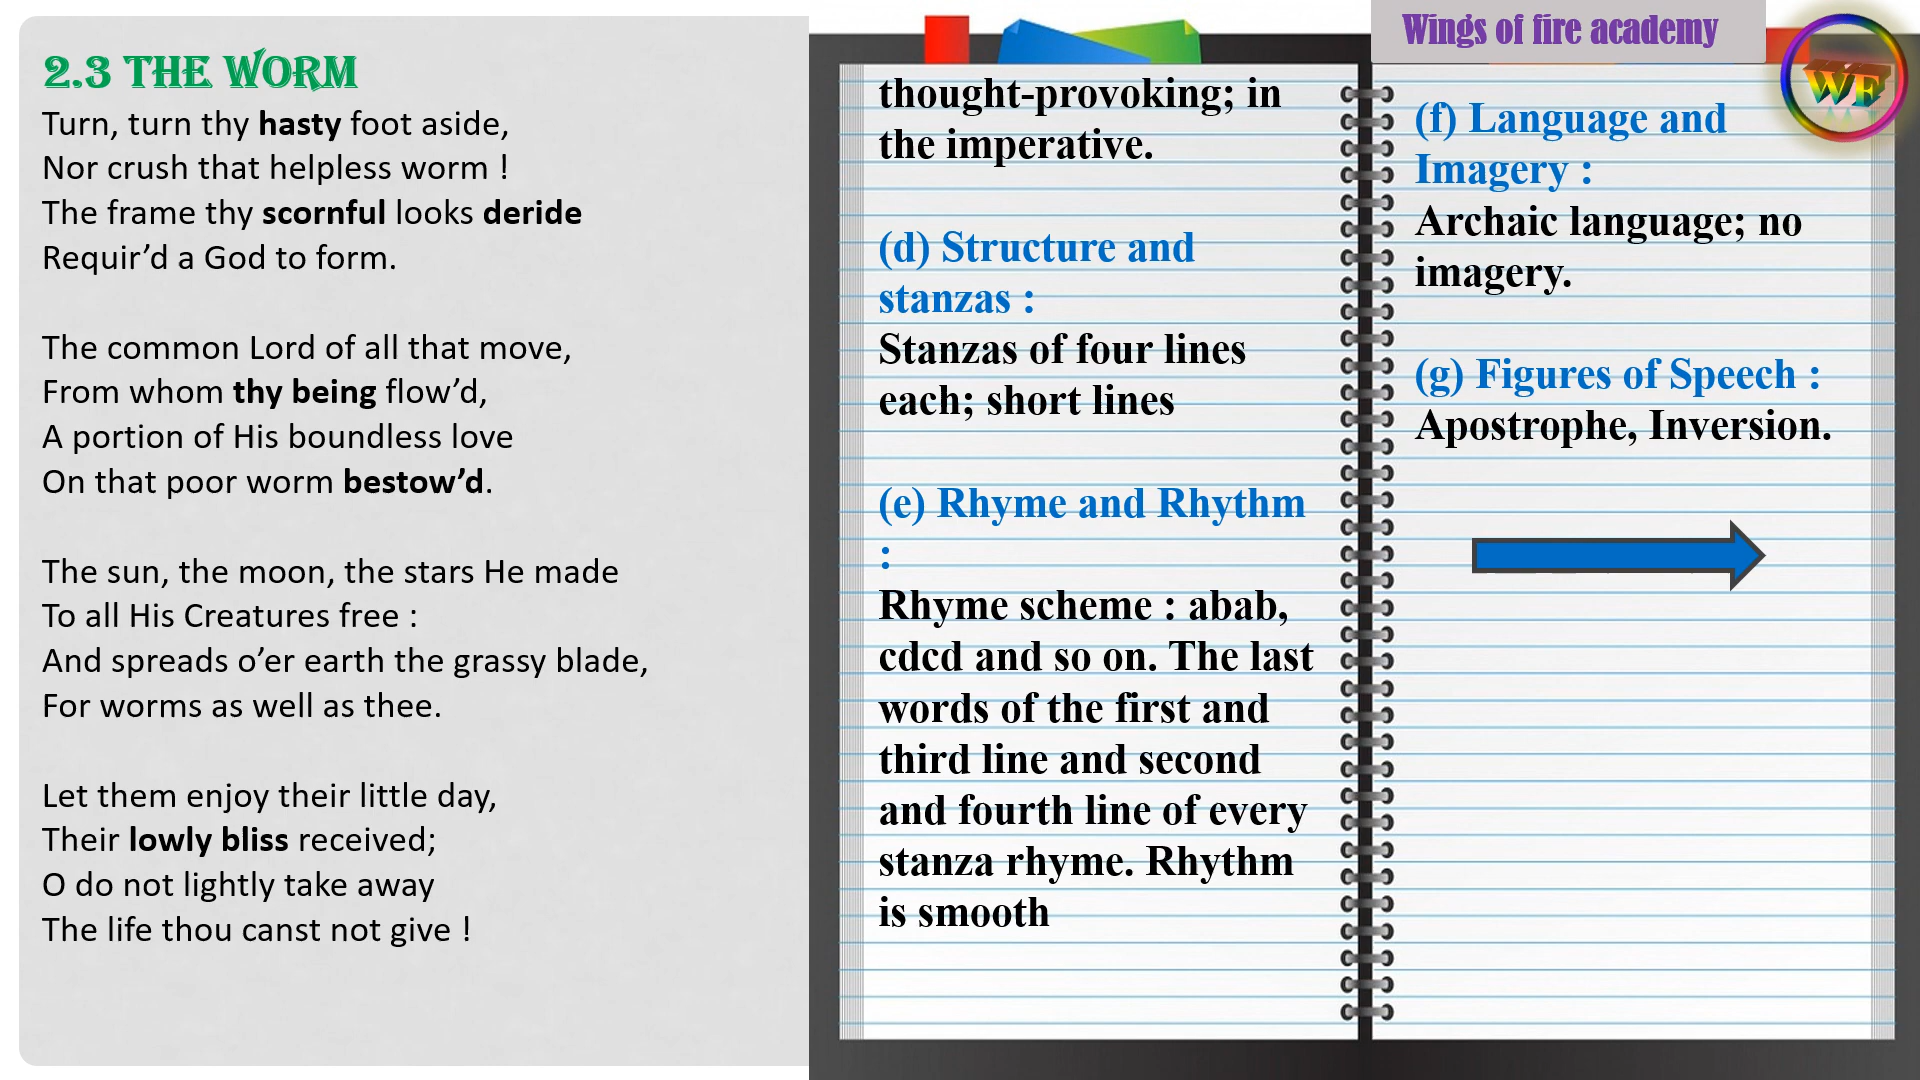 2.3 THE WORM
Turn, turn thy hasty foot aside,
Nor crush that helpless worm !
The frame thy scornful looks deride
Requir’d a God to form.
The common Lord of all that move,
From whom thy being flow’d,
A portion of His boundless love
On that poor worm bestow’d.
The sun, the moon, the stars He made
To all His Creatures free :
And spreads o’er earth the grassy blade,
For worms as well as thee.
Let them enjoy their little day,
Their lowly bliss received;
O do not lightly take away
The life thou canst not give !
thought-provoking; in
the imperative.
(d) Structure and
stanzas :
Stanzas of four lines
each; short lines
(e) Rhyme and Rhythm
:
Rhyme scheme : abab,
cdcd and so on. The last
words of the first and
third line and second
and fourth line of every
stanza rhyme. Rhythm
is smooth
Wings of fire academy
WF
(f) Language and
Imagery :
Archaic language; no
imagery.
(g) Figures of Speech :
Apostrophe, Inversion.